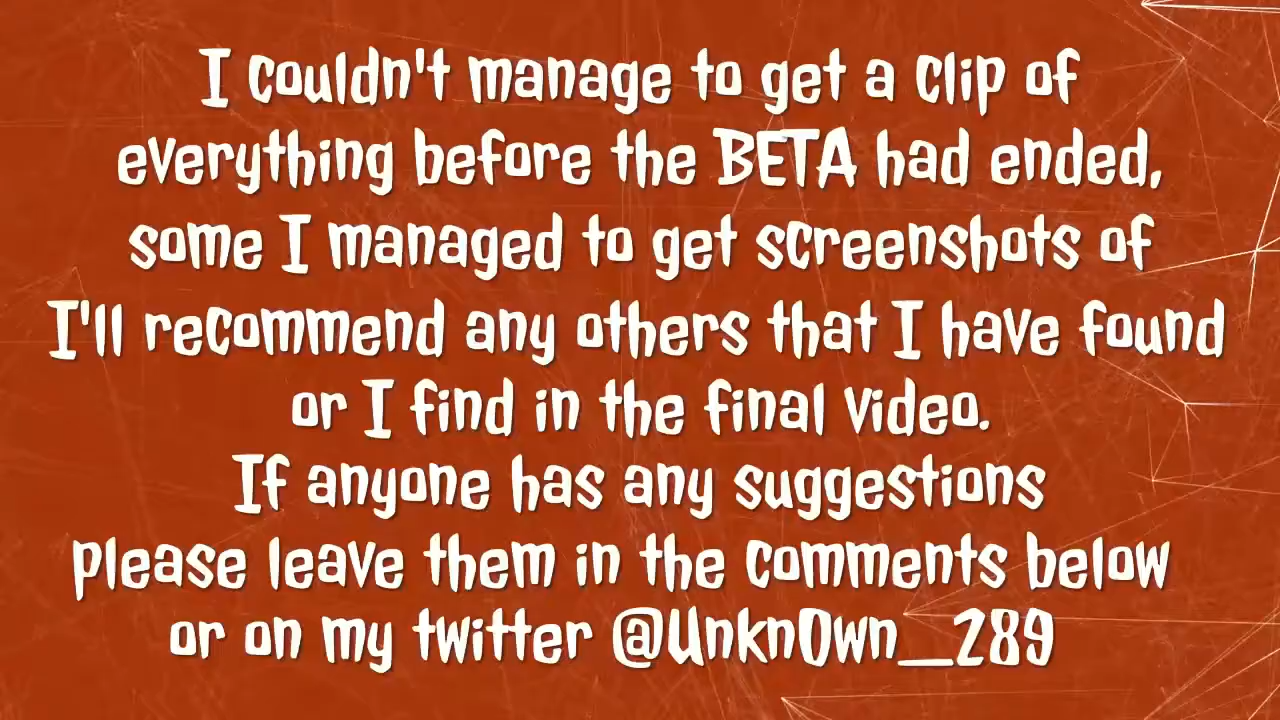 I couldn't manage to get a clip of
everything before the BETA had ended,
some I managed to get screenshots of
I'll recommend any others that I have found
or I find in the final video.
If anyone has any suggestions
please leave them in the comments below
or on my twitter @Unkn0wn__289